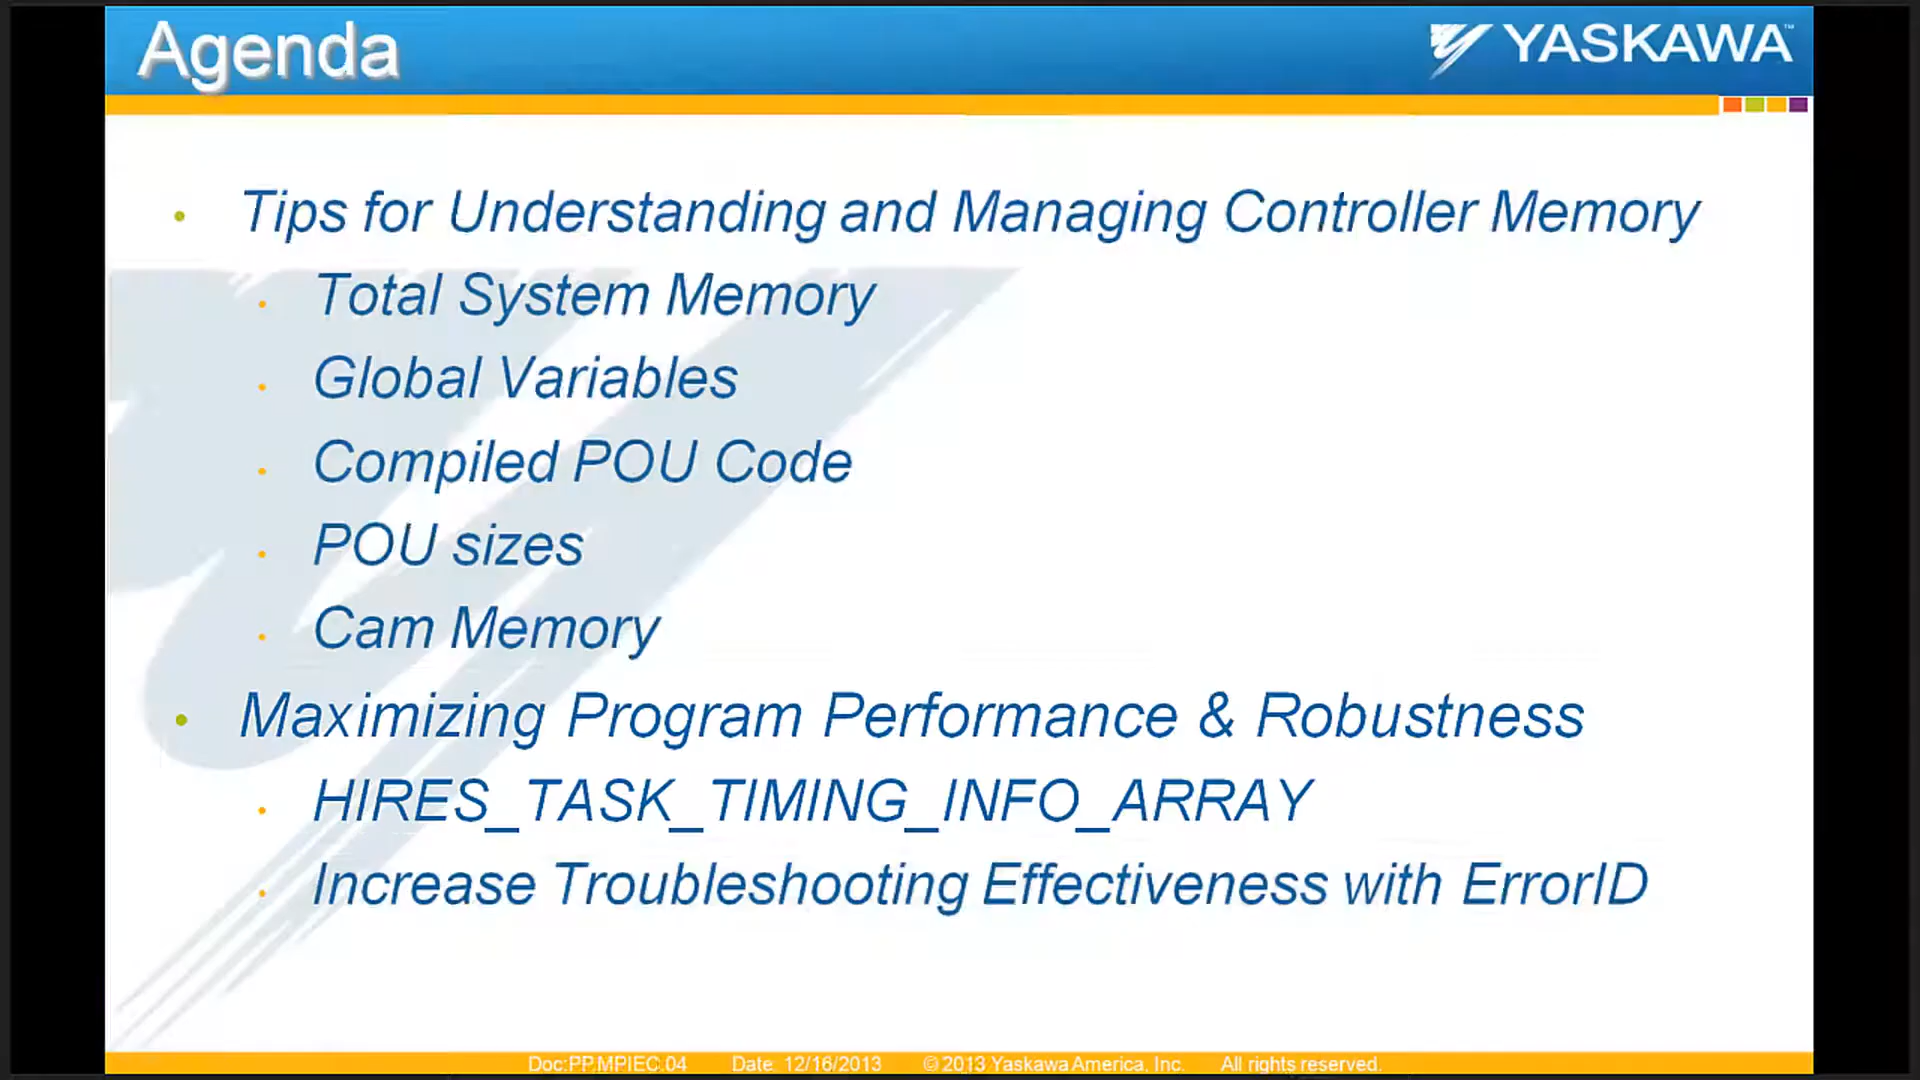 Agenda
YASKAWA™
• Tips for Understanding and Managing Controller Memory
• Total System Memory
• Global Variables
• Compiled POU Code
• POU sizes
• Cam Memory
• Maximizing Program Performance & Robustness
• HIRES_TASK_TIMING_INFO_ARRAY
• Increase Troubleshooting Effectiveness with ErrorID
Doc:PP.MPIEC.04 Date: 12/16/2013 © 2013 Yaskawa America, Inc. All rights reserved.